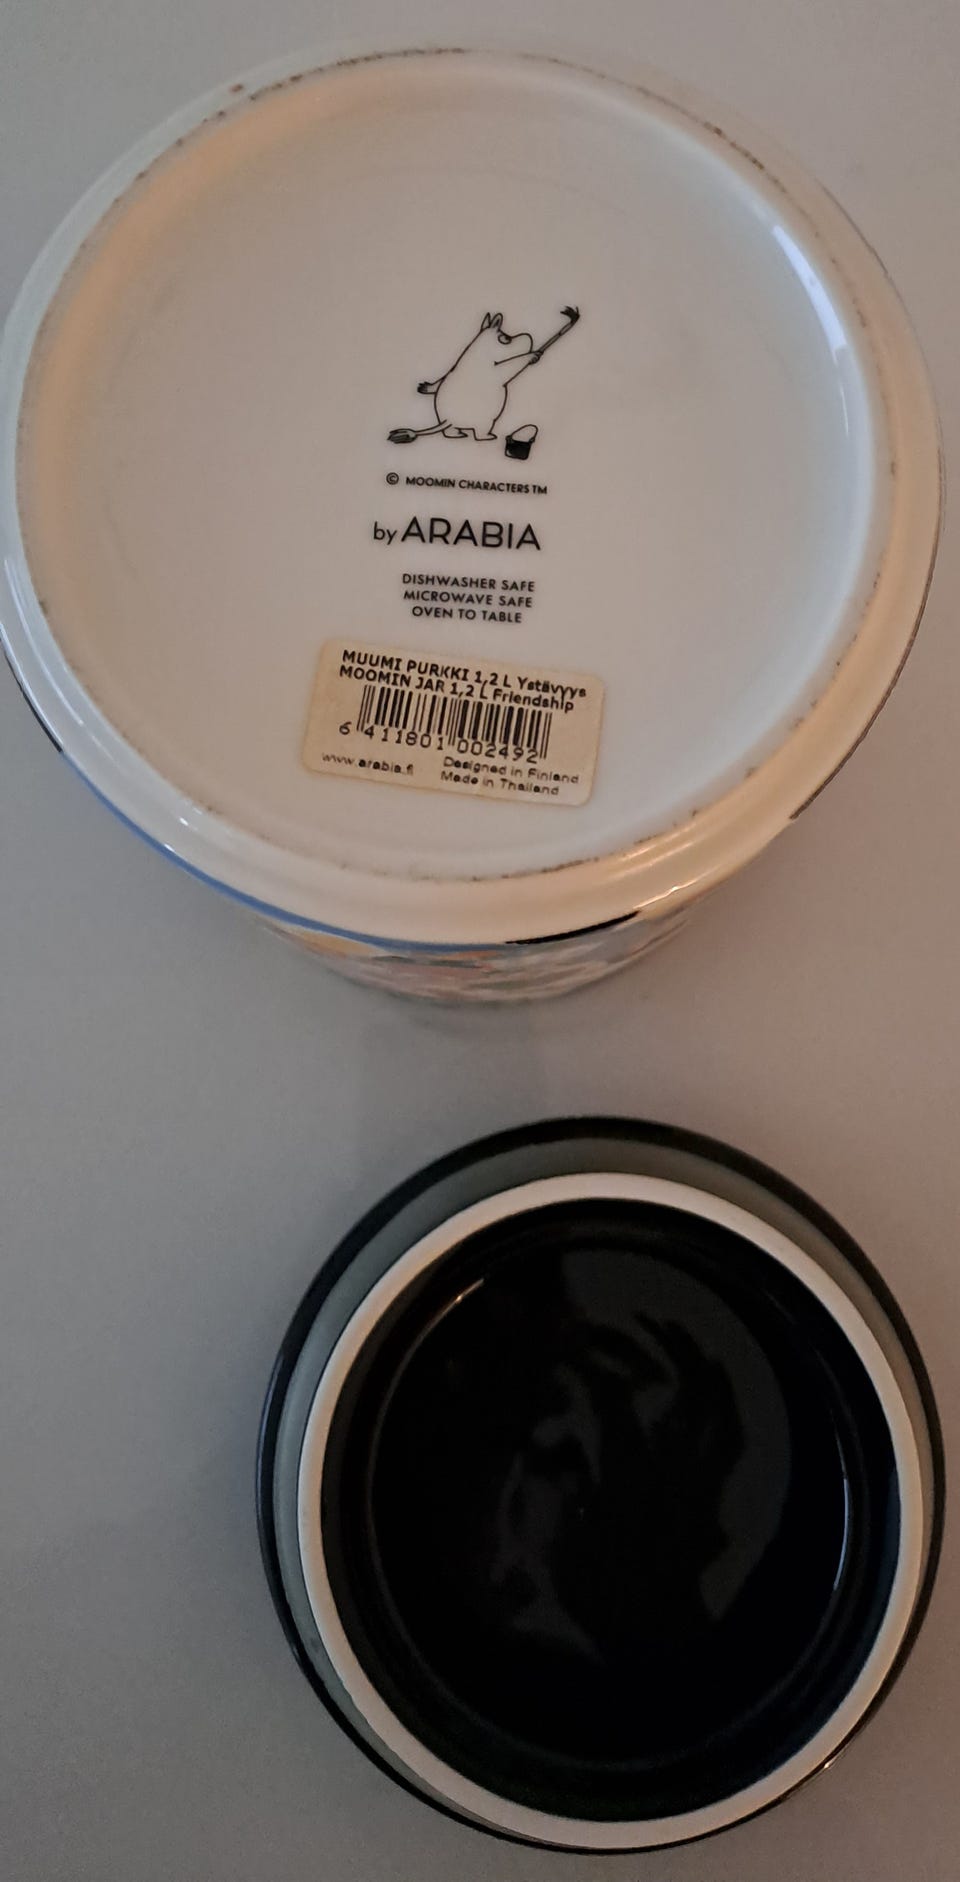 © MOOMIN CHARACTERS TM
by ARABIA
DISHWASHER SAFE
MICROWAVE SAFE
OVEN TO TABLE
MUUMI PURKKI 1,2 L Ystävyys
MOOMIN JAR 1,2 L Friendship
6 411801 002492
www.arabia.fi Designed in Finland
Made in Thailand